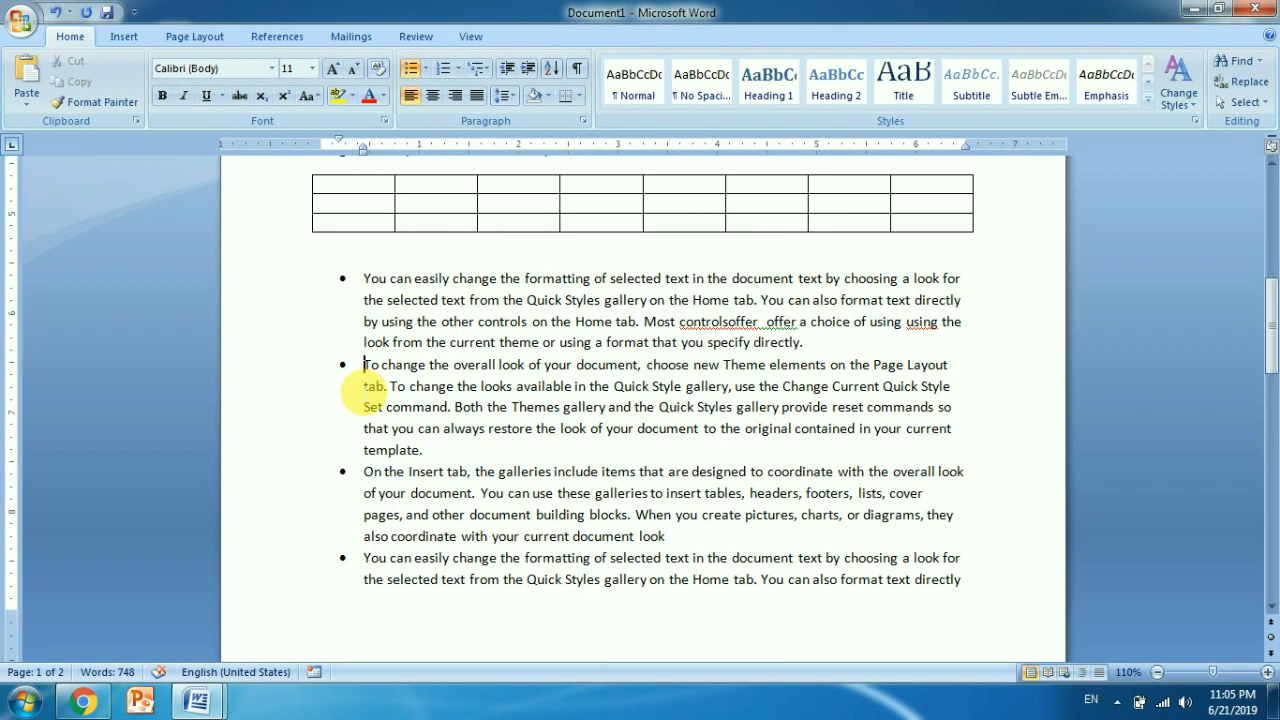 Document1 - Microsoft Word
Home Insert Page Layout References Mailings Review View
Paste Cut Copy Format Painter
Clipboard
Calibri (Body) 11
Font
Paragraph
AaBbCcDc AaBbCcDc AaBbCc AaBbCc AaB AaBbCc. AaBbCcDc AaBbCcDc
¶ Normal ¶ No Spaci... Heading 1 Heading 2 Title Subtitle Subtle Em... Emphasis
Change Styles
Styles
Find
Replace
Select
Editing
1 1 2 3 4 5 6 7
• You can easily change the formatting of selected text in the document text by choosing a look for
the selected text from the Quick Styles gallery on the Home tab. You can also format text directly
by using the other controls on the Home tab. Most controlsoffer offer a choice of using using the
look from the current theme or using a format that you specify directly.
• To change the overall look of your document, choose new Theme elements on the Page Layout
tab. To change the looks available in the Quick Style gallery, use the Change Current Quick Style
Set command. Both the Themes gallery and the Quick Styles gallery provide reset commands so
that you can always restore the look of your document to the original contained in your current
template.
• On the Insert tab, the galleries include items that are designed to coordinate with the overall look
of your document. You can use these galleries to insert tables, headers, footers, lists, cover
pages, and other document building blocks. When you create pictures, charts, or diagrams, they
also coordinate with your current document look
• You can easily change the formatting of selected text in the document text by choosing a look for
the selected text from the Quick Styles gallery on the Home tab. You can also format text directly
Page: 1 of 2 Words: 748 English (United States) 110%
EN 11:05 PM
6/21/2019